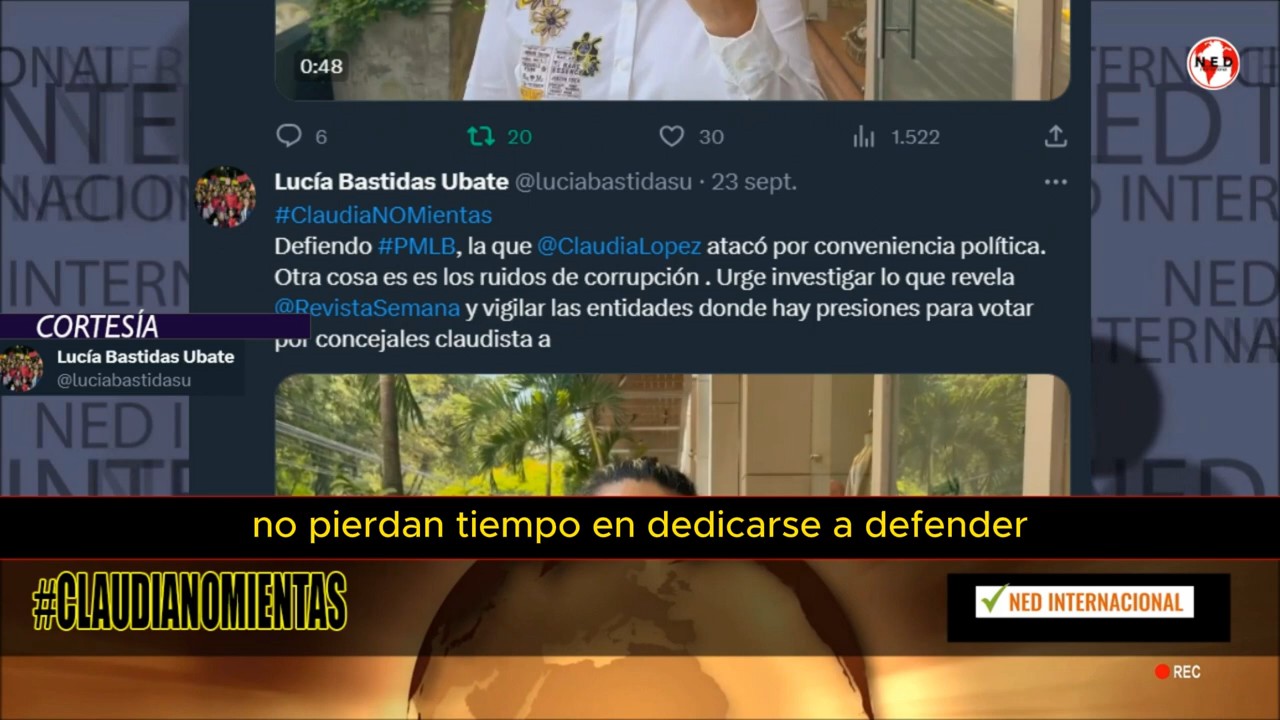 0:48
NED
6
20
30
1.522
Lucía Bastidas Ubate @luciabastidasu · 23 sept.
#ClaudiaNOMientas
Defiendo #PMLB, la que @ClaudiaLopez atacó por conveniencia política.
Otra cosa es es los ruidos de corrupción . Urge investigar lo que revela
@RevistaSemana y vigilar las entidades donde hay presiones para votar
por concejales claudista a
CORTESÍA
Lucía Bastidas Ubate
@luciabastidasu
no pierdan tiempo en dedicarse a defender
#CLAUDIANOMIENTAS
NED INTERNACIONAL
REC